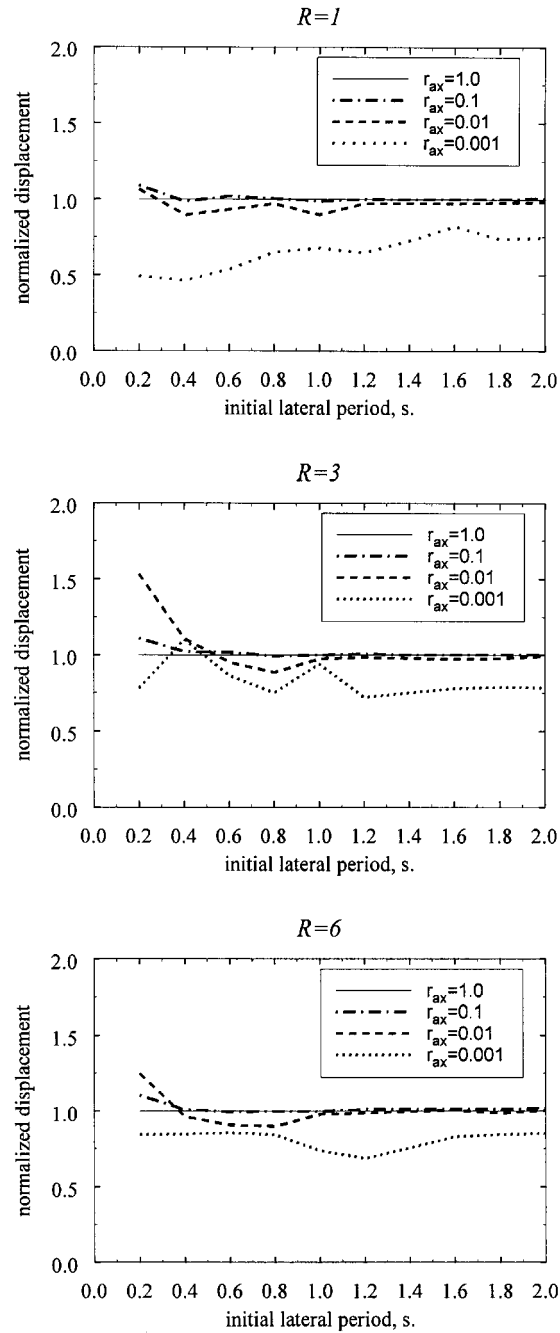 R=1
2.0
1.5
1.0
0.5
0.0
normalized displacement
r_ax=1.0
r_ax=0.1
r_ax=0.01
r_ax=0.001
0.0 0.2 0.4 0.6 0.8 1.0 1.2 1.4 1.6 1.8 2.0
initial lateral period, s.
R=3
2.0
1.5
1.0
0.5
0.0
normalized displacement
r_ax=1.0
r_ax=0.1
r_ax=0.01
r_ax=0.001
0.0 0.2 0.4 0.6 0.8 1.0 1.2 1.4 1.6 1.8 2.0
initial lateral period, s.
R=6
2.0
1.5
1.0
0.5
0.0
normalized displacement
r_ax=1.0
r_ax=0.1
r_ax=0.01
r_ax=0.001
0.0 0.2 0.4 0.6 0.8 1.0 1.2 1.4 1.6 1.8 2.0
initial lateral period, s.